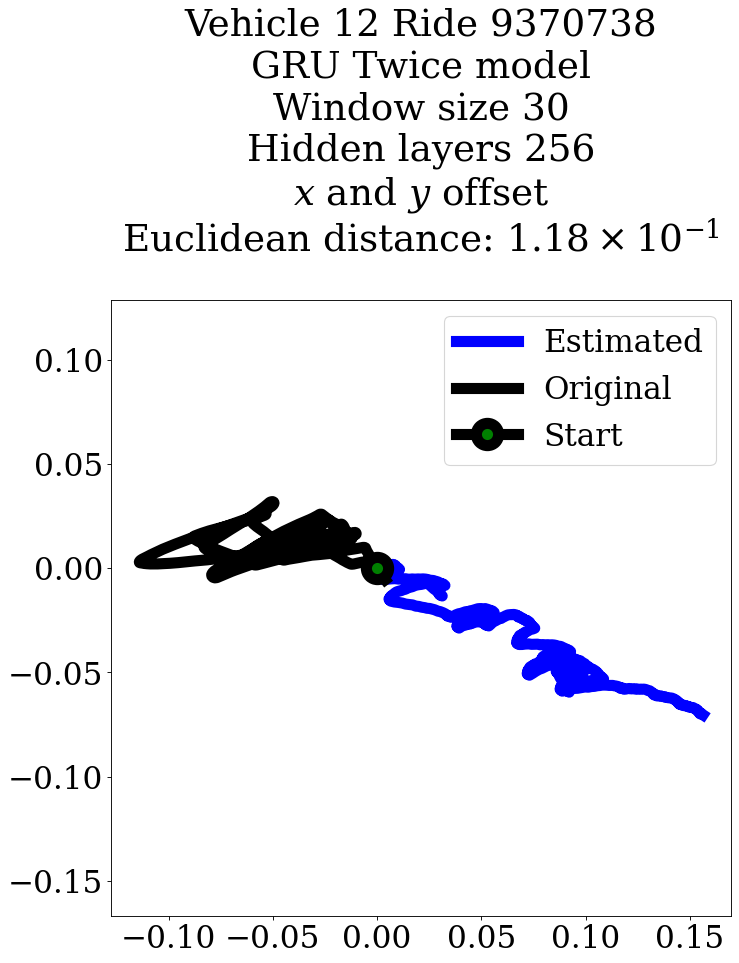 Vehicle 12 Ride 9370738
GRU Twice model
Window size 30
Hidden layers 256
x and y offset
Euclidean distance: 1.18 × 10⁻¹
Estimated
Original
Start
0.10
0.05
0.00
−0.05
−0.10
−0.15
−0.10 −0.05 0.00 0.05 0.10 0.15